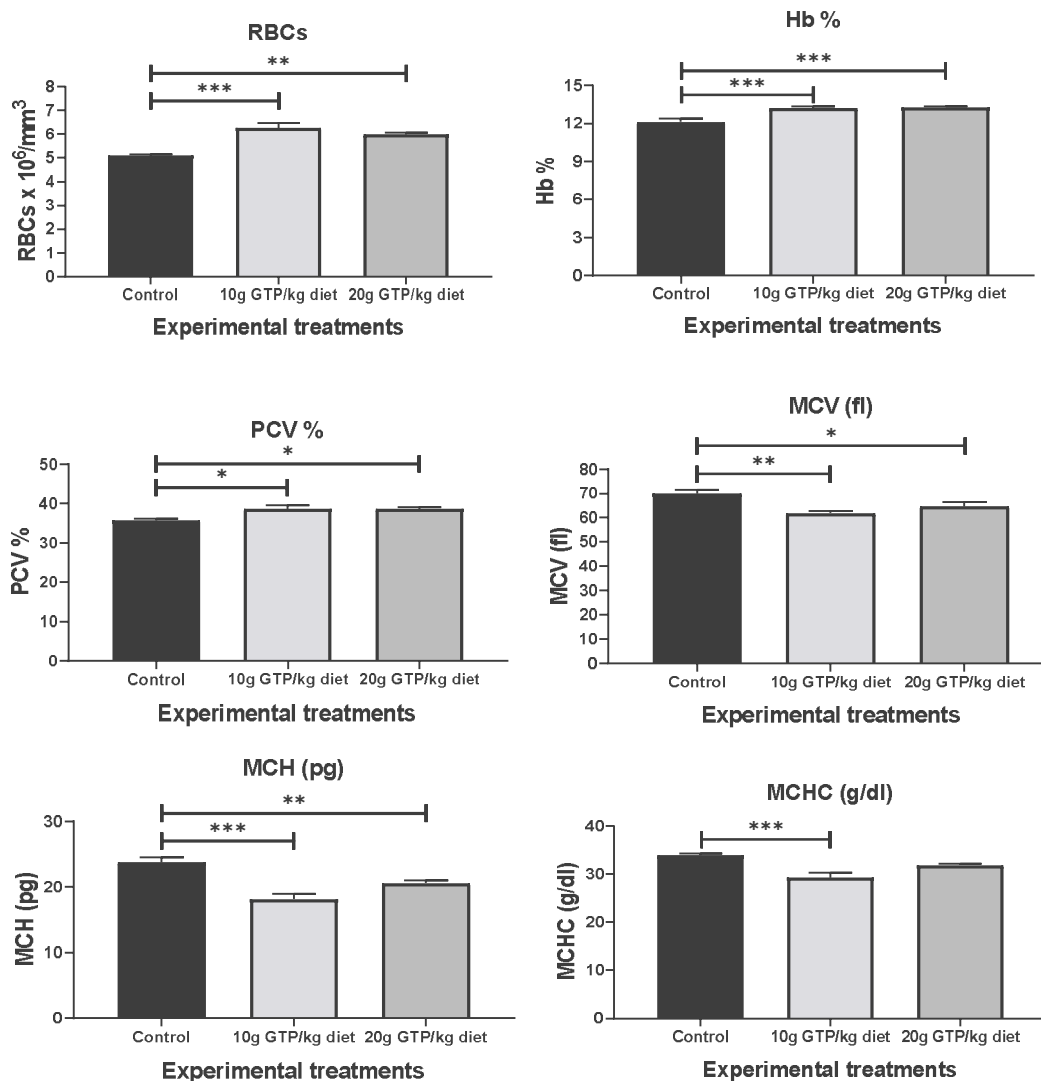 RBCs
**
***
8
7
6
5
4
3
2
1
0
RBCs x 10⁶/mm³
Control 10g GTP/kg diet 20g GTP/kg diet
Experimental treatments
Hb %
***
***
15
12
9
6
3
0
Hb %
Control 10g GTP/kg diet 20g GTP/kg diet
Experimental treatments
PCV %
*
*
50
40
30
20
10
0
PCV %
Control 10g GTP/kg diet 20g GTP/kg diet
Experimental treatments
MCV (fl)
*
**
80
70
60
50
40
30
20
10
0
MCV (fl)
Control 10g GTP/kg diet 20g GTP/kg diet
Experimental treatments
MCH (pg)
**
***
30
20
10
0
MCH (pg)
Control 10g GTP/kg diet 20g GTP/kg diet
Experimental treatments
MCHC (g/dl)
***
40
30
20
10
0
MCHC (g/dl)
Control 10g GTP/kg diet 20g GTP/kg diet
Experimental treatments